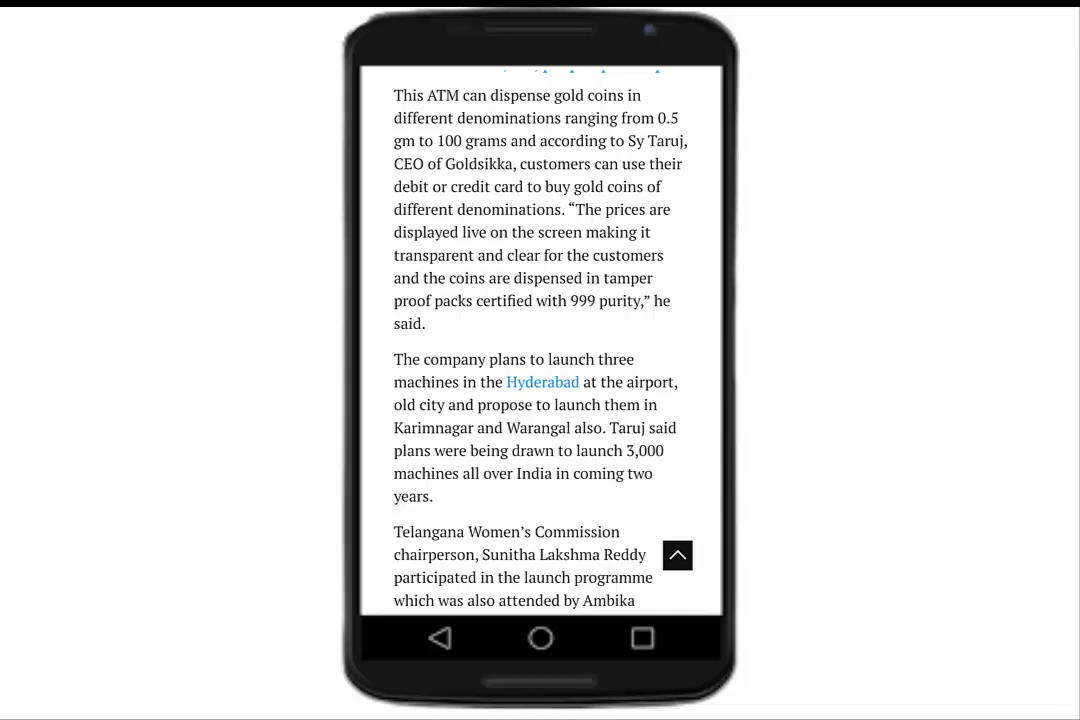 This ATM can dispense gold coins in
different denominations ranging from 0.5
gm to 100 grams and according to Sy Taruj,
CEO of Goldsikka, customers can use their
debit or credit card to buy gold coins of
different denominations. “The prices are
displayed live on the screen making it
transparent and clear for the customers
and the coins are dispensed in tamper
proof packs certified with 999 purity,” he
said.
The company plans to launch three
machines in the Hyderabad at the airport,
old city and propose to launch them in
Karimnagar and Warangal also. Taruj said
plans were being drawn to launch 3,000
machines all over India in coming two
years.
Telangana Women’s Commission
chairperson, Sunitha Lakshma Reddy
participated in the launch programme
which was also attended by Ambika